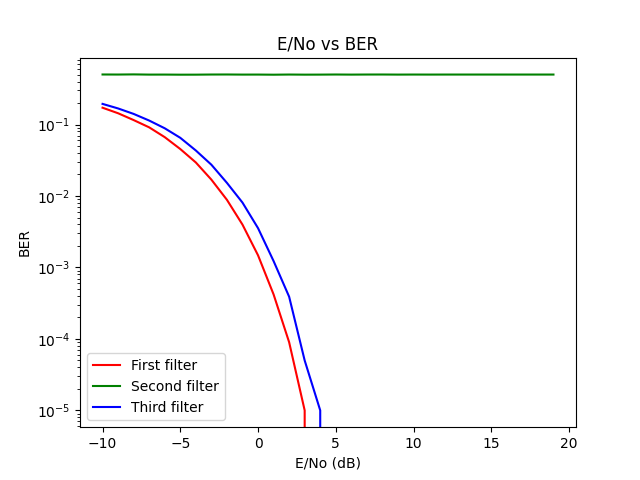 E/No vs BER
BER
10⁻¹
10⁻²
10⁻³
10⁻⁴
10⁻⁵
First filter
Second filter
Third filter
−10 −5 0 5 10 15 20
E/No (dB)